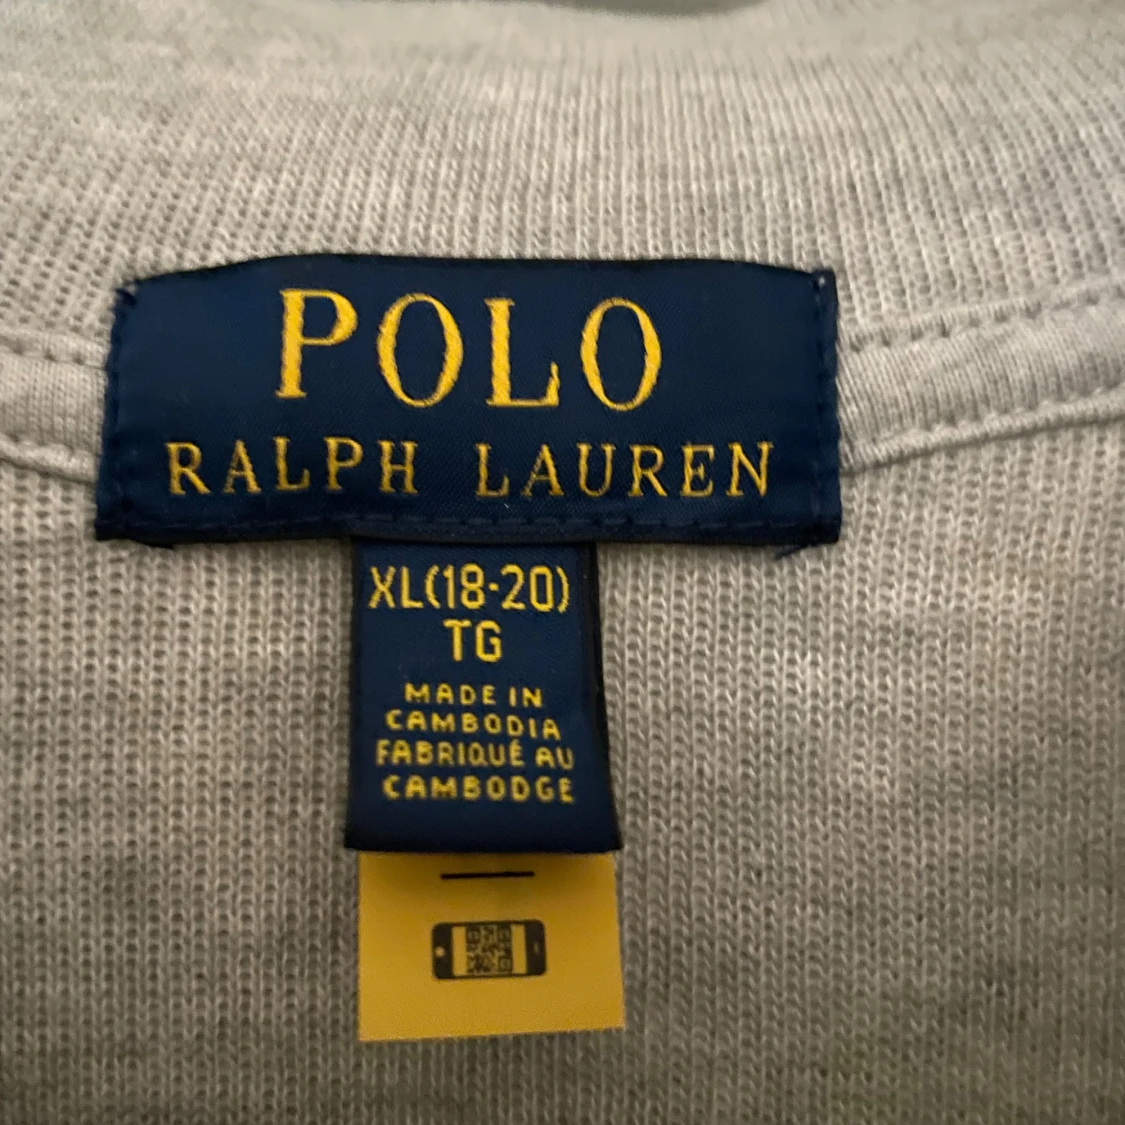 POLO
RALPH LAUREN
XL(18-20)
TG
MADE IN
CAMBODIA
FABRIQUÉ AU
CAMBODGE